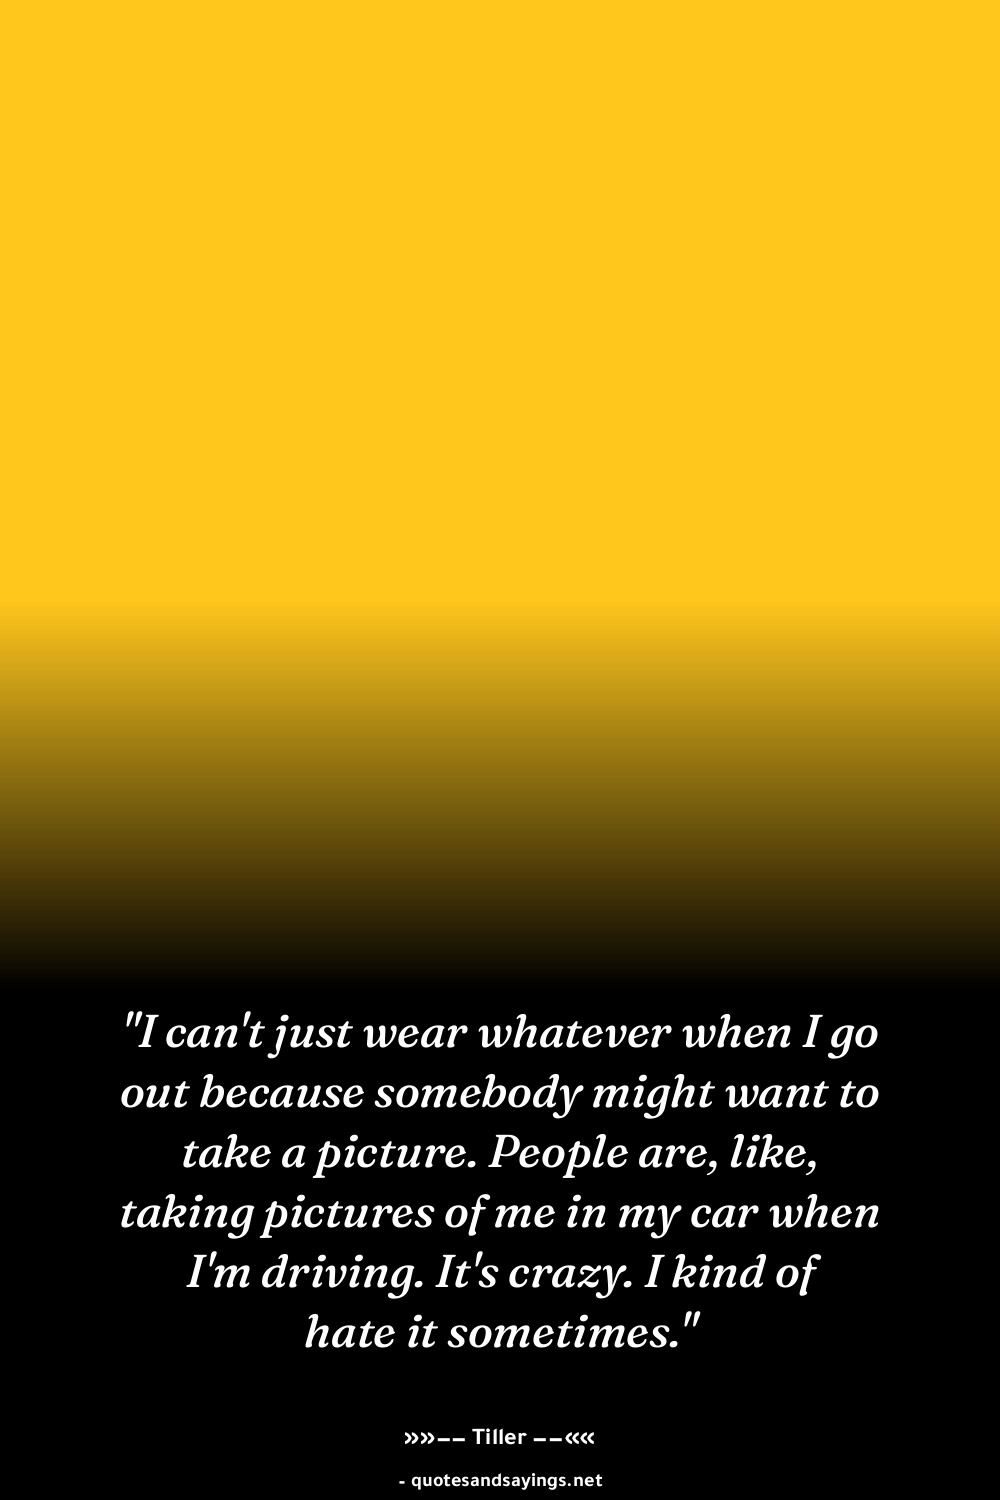 "I can't just wear whatever when I go
out because somebody might want to
take a picture. People are, like,
taking pictures of me in my car when
I'm driving. It's crazy. I kind of
hate it sometimes."
»»–– Tiller ––««
- quotesandsayings.net